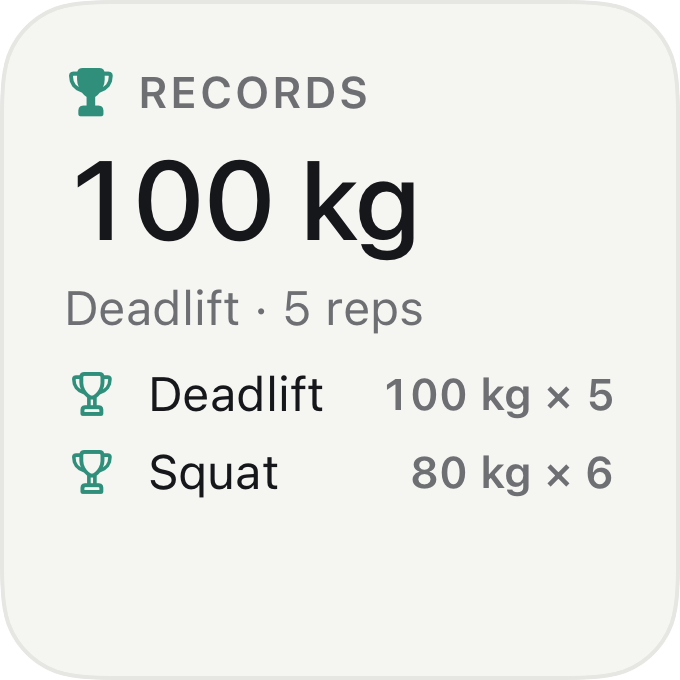 RECORDS
100 kg
Deadlift · 5 reps
Deadlift 100 kg × 5
Squat 80 kg × 6